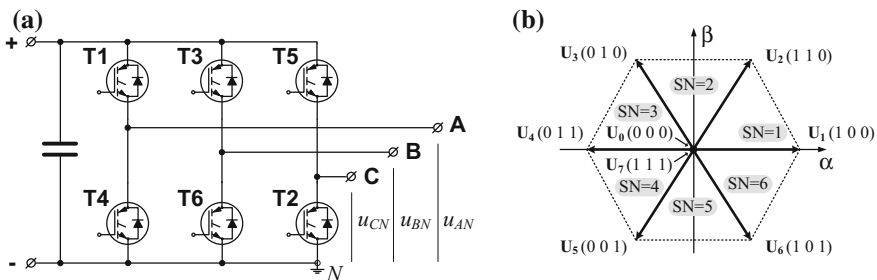 (a)
+
T1
T3
T5
A
B
C
T4
T6
T2
u_CN
u_BN
u_AN
-
N
(b)
β
U₃(0 1 0)
U₂(1 1 0)
SN=2
SN=3
SN=1
U₄(0 1 1)
U₀(0 0 0)
U₁(1 0 0)
U₇(1 1 1)
α
SN=4
SN=6
SN=5
U₅(0 0 1)
U₆(1 0 1)